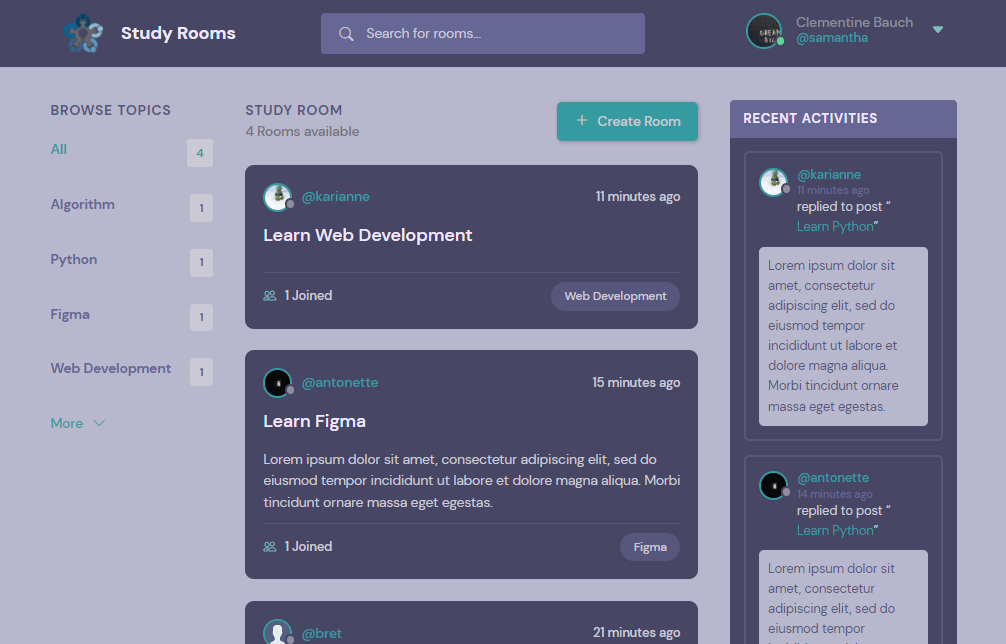 Study Rooms
Search for rooms...
Clementine Bauch
@samantha
BROWSE TOPICS
All
4
Algorithm
1
Python
1
Figma
1
Web Development
1
More
STUDY ROOM
4 Rooms available
+ Create Room
@karianne
11 minutes ago
Learn Web Development
1 Joined
Web Development
@antonette
15 minutes ago
Learn Figma
Lorem ipsum dolor sit amet, consectetur adipiscing elit, sed do
eiusmod tempor incididunt ut labore et dolore magna aliqua. Morbi
tincidunt ornare massa eget egestas.
1 Joined
Figma
@bret
21 minutes ago
RECENT ACTIVITIES
@karianne
11 minutes ago
replied to post “
Learn Python”
Lorem ipsum dolor sit
amet, consectetur
adipiscing elit, sed do
eiusmod tempor
incididunt ut labore et
dolore magna aliqua.
Morbi tincidunt ornare
massa eget egestas.
@antonette
14 minutes ago
replied to post “
Learn Python”
Lorem ipsum dolor sit
amet, consectetur
adipiscing elit, sed do
eiusmod tempor